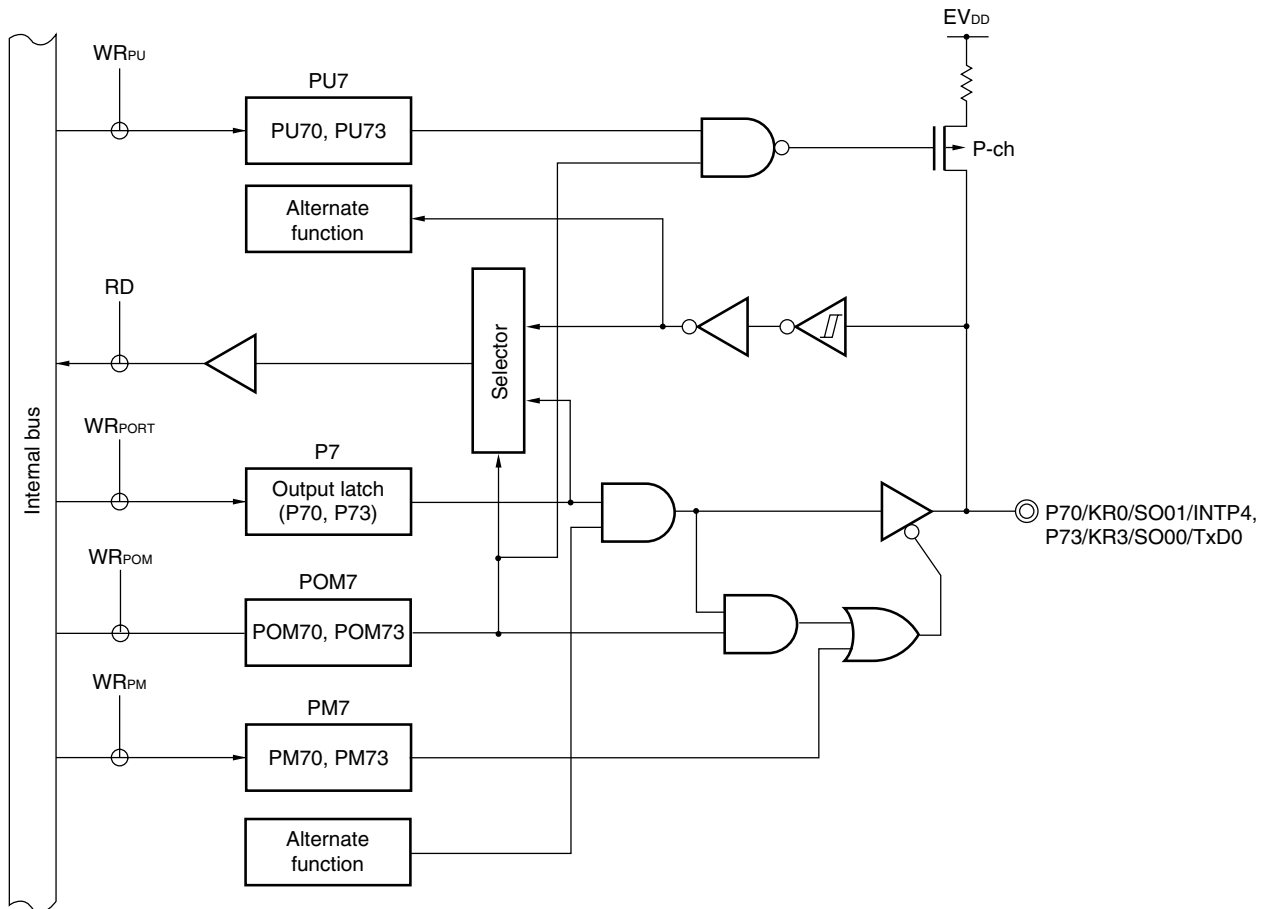 EVDD
WRPU
PU7
PU70, PU73
P-ch
Alternate
function
RD
Selector
Internal bus
WRPORT
P7
Output latch
(P70, P73)
P70/KR0/SO01/INTP4,
P73/KR3/SO00/TxD0
WRPOM
POM7
POM70, POM73
WRPM
PM7
PM70, PM73
Alternate
function